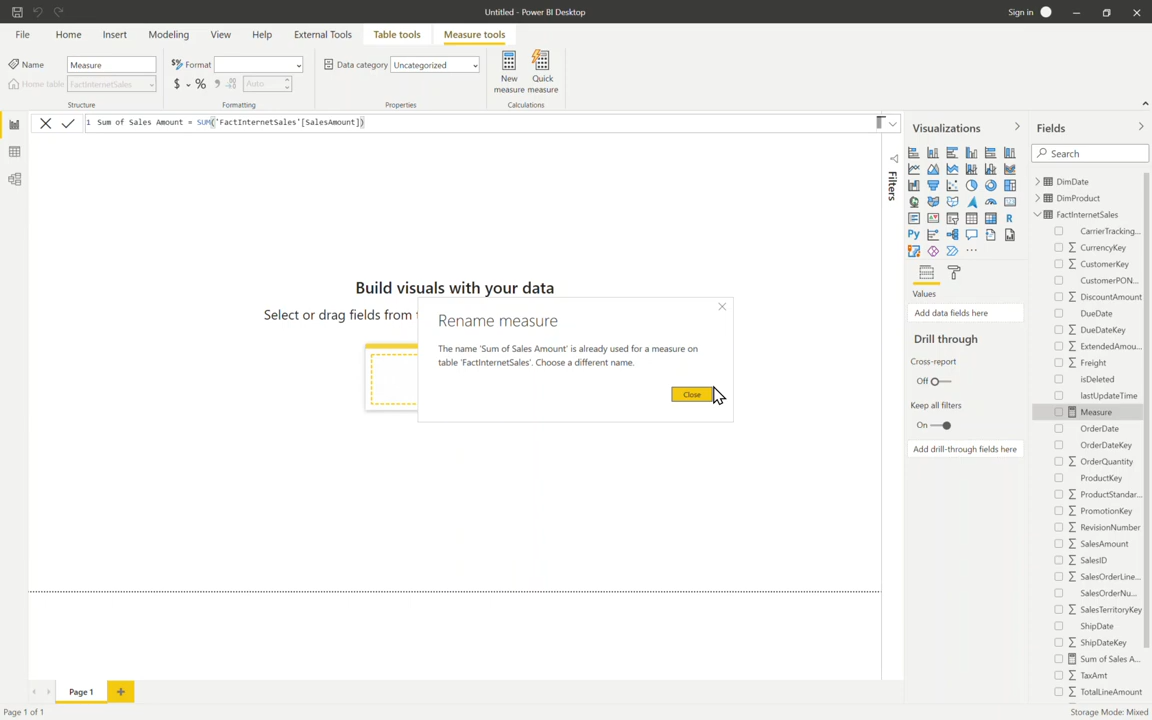 Untitled - Power BI Desktop
Sign in
File Home Insert Modeling View Help External Tools Table tools Measure tools
Name Measure
Home table FactInternetSales
Structure
$% Format
$ % 9 .00 Auto
Formatting
Data category Uncategorized
Properties
New measure
Quick measure
Calculations
1 Sum of Sales Amount = SUM('FactInternetSales'[SalesAmount])
Filters
Build visuals with your data
Select or drag fields from
Rename measure
The name 'Sum of Sales Amount' is already used for a measure on
table 'FactInternetSales'. Choose a different name.
Close
Visualizations
R
Py
Values
Add data fields here
Drill through
Cross-report
Off
Keep all filters
On
Add drill-through fields here
Fields
Search
DimDate
DimProduct
FactInternetSales
CarrierTracking...
CurrencyKey
CustomerKey
CustomerPON...
DiscountAmount
DueDate
DueDateKey
ExtendedAmou...
Freight
isDeleted
lastUpdateTime
Measure
OrderDate
OrderDateKey
OrderQuantity
ProductKey
ProductStandar...
PromotionKey
RevisionNumber
SalesAmount
SalesID
SalesOrderLine...
SalesOrderNu...
SalesTerritoryKey
ShipDate
ShipDateKey
Sum of Sales A...
TaxAmt
TotalLineAmount
Page 1
Page 1 of 1
Storage Mode: Mixed